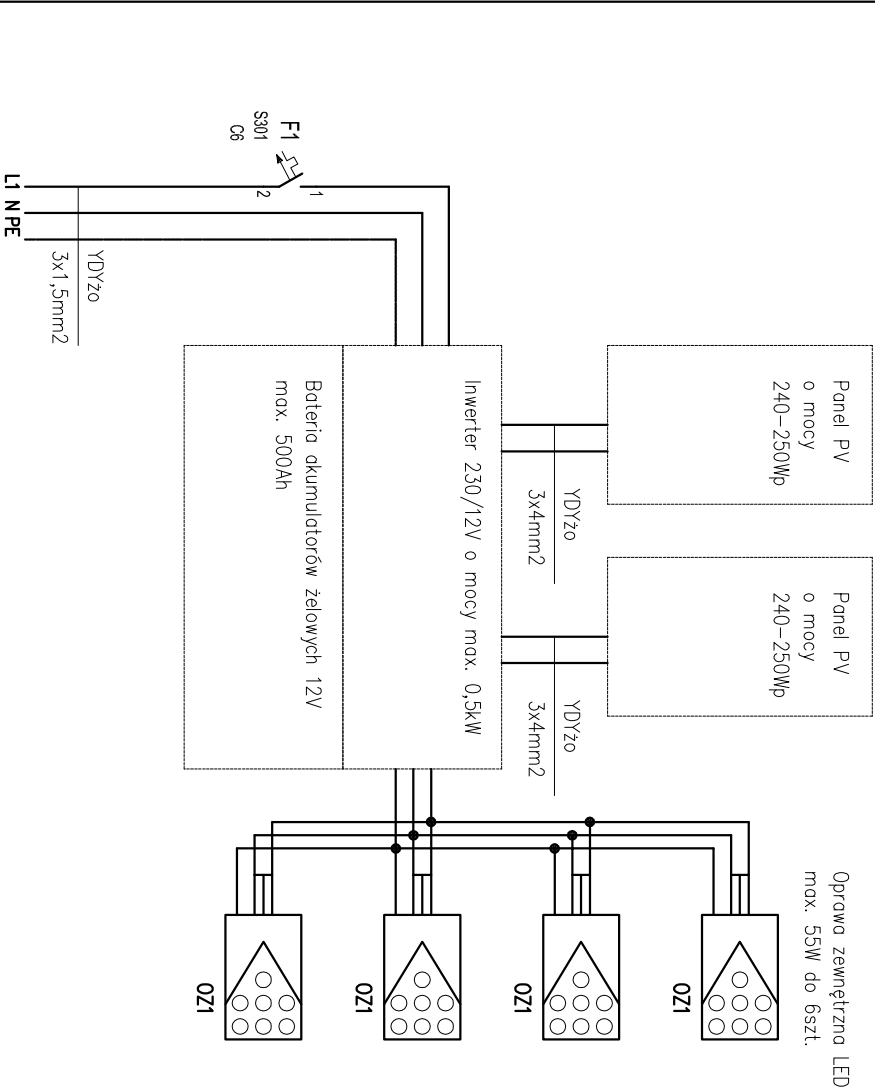 F1
S301
C6
1
2
L1 N PE
YDYżo
3x1,5mm2
Panel PV
o mocy
240-250Wp
YDYżo
3x4mm2
Panel PV
o mocy
240-250Wp
YDYżo
3x4mm2
Inwerter 230/12V o mocy max. 0,5kW
Bateria akumulatorów żelowych 12V
max. 500Ah
Oprawa zewnętrzna LED
max. 55W do 6szt.
OZ1
OZ1
OZ1
OZ1